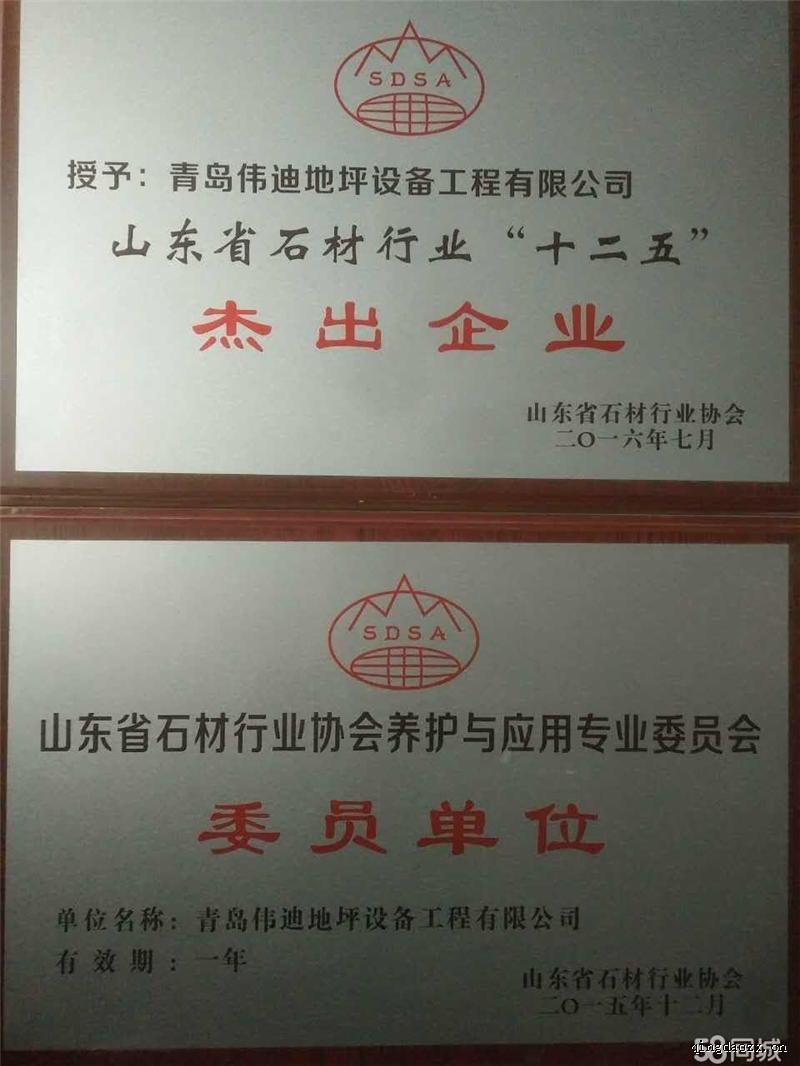 SDSA
授予：青岛伟迪地坪设备工程有限公司
山东省石材行业“十二五”
杰出企业
山东省石材行业协会
二〇一六年七月
SDSA
山东省石材行业协会养护与应用专业委员会
委员单位
单位名称：青岛伟迪地坪设备工程有限公司
有效期：一年
山东省石材行业协会
二〇一五年十二月
58同城